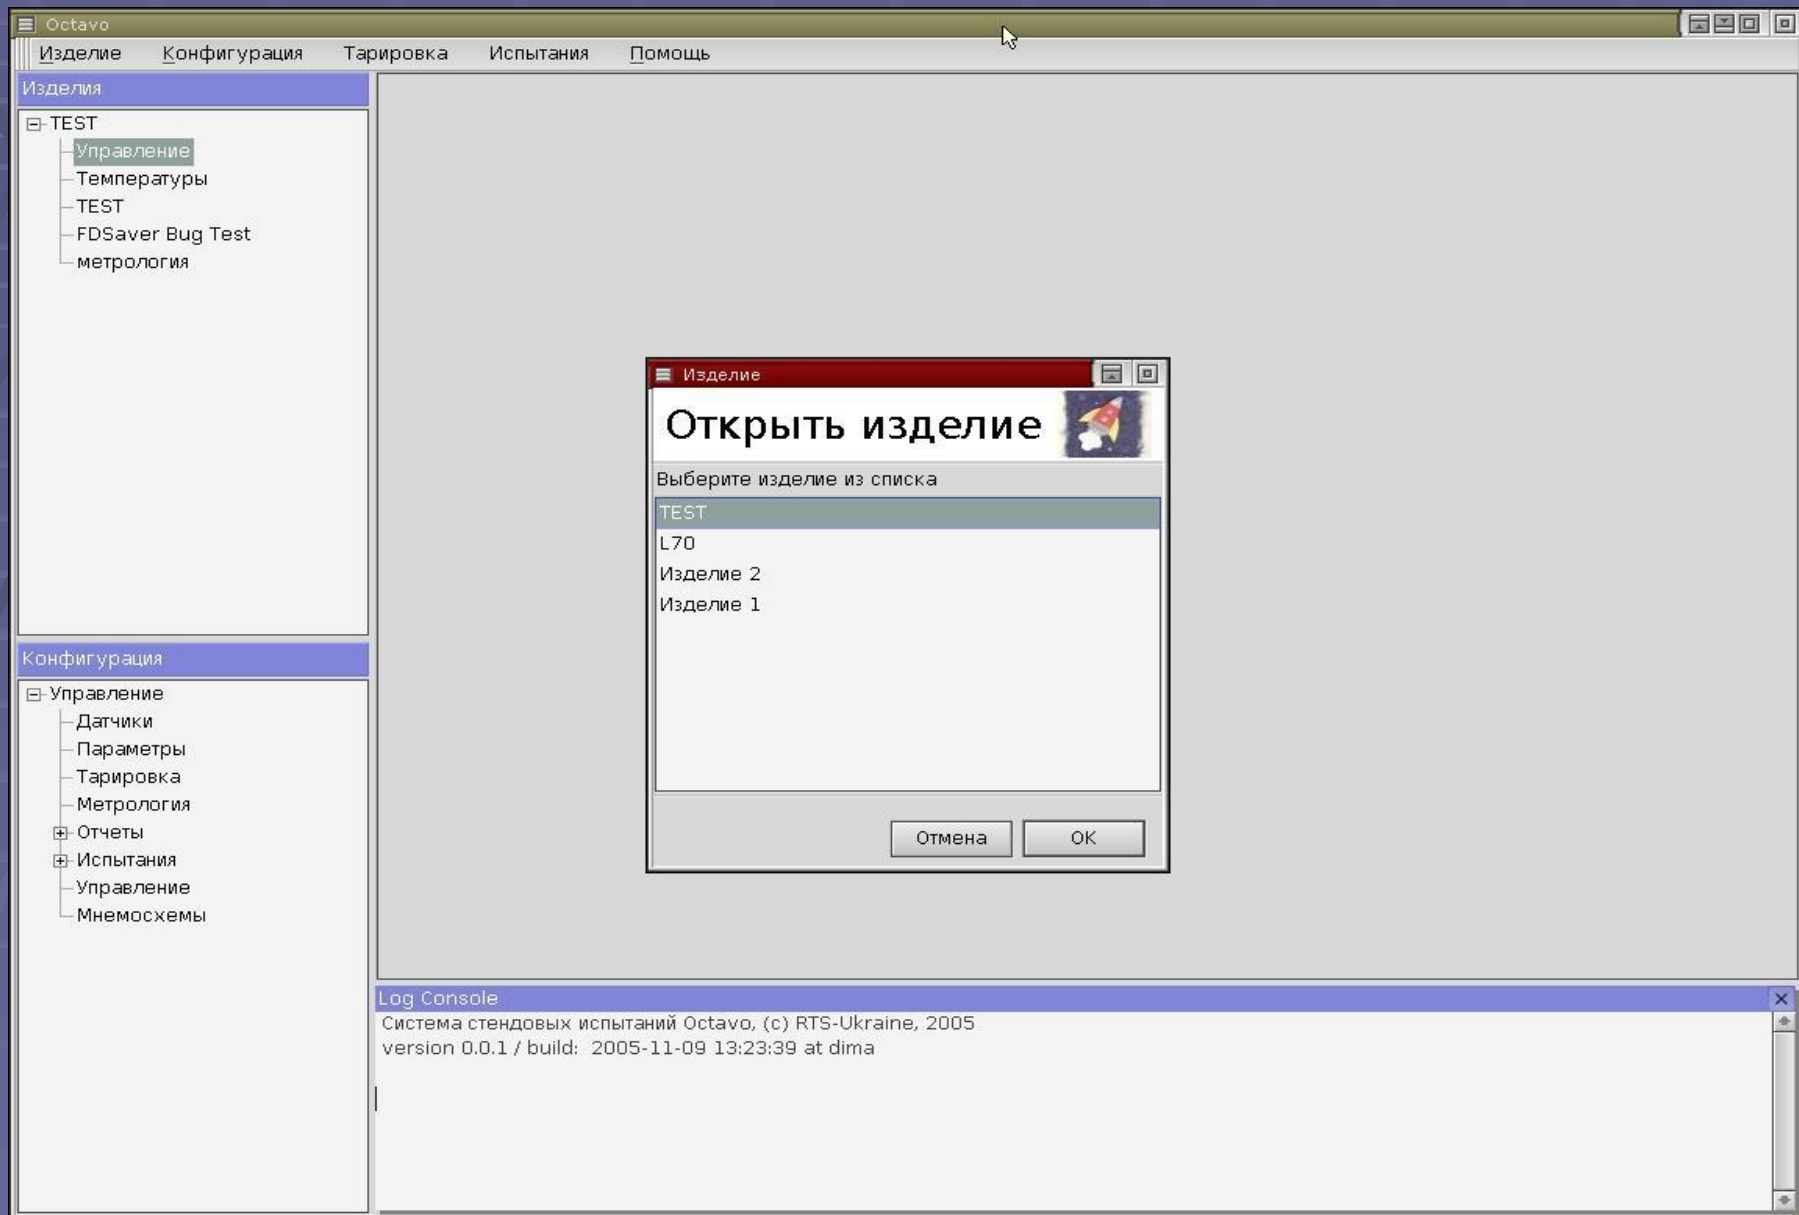 Octavo
Изделие Конфигурация Тарировка Испытания Помощь
Изделия
TEST
Управление
Температуры
TEST
FDSaver Bug Test
метрология
Изделие
Открыть изделие
Выберите изделие из списка
TEST
L70
Изделие 2
Изделие 1
Отмена OK
Конфигурация
Управление
Датчики
Параметры
Тарировка
Метрология
Отчеты
Испытания
Управление
Мнемосхемы
Log Console
Система стендовых испытаний Octavo, (c) RTS-Ukraine, 2005
version 0.0.1 / build: 2005-11-09 13:23:39 at dima